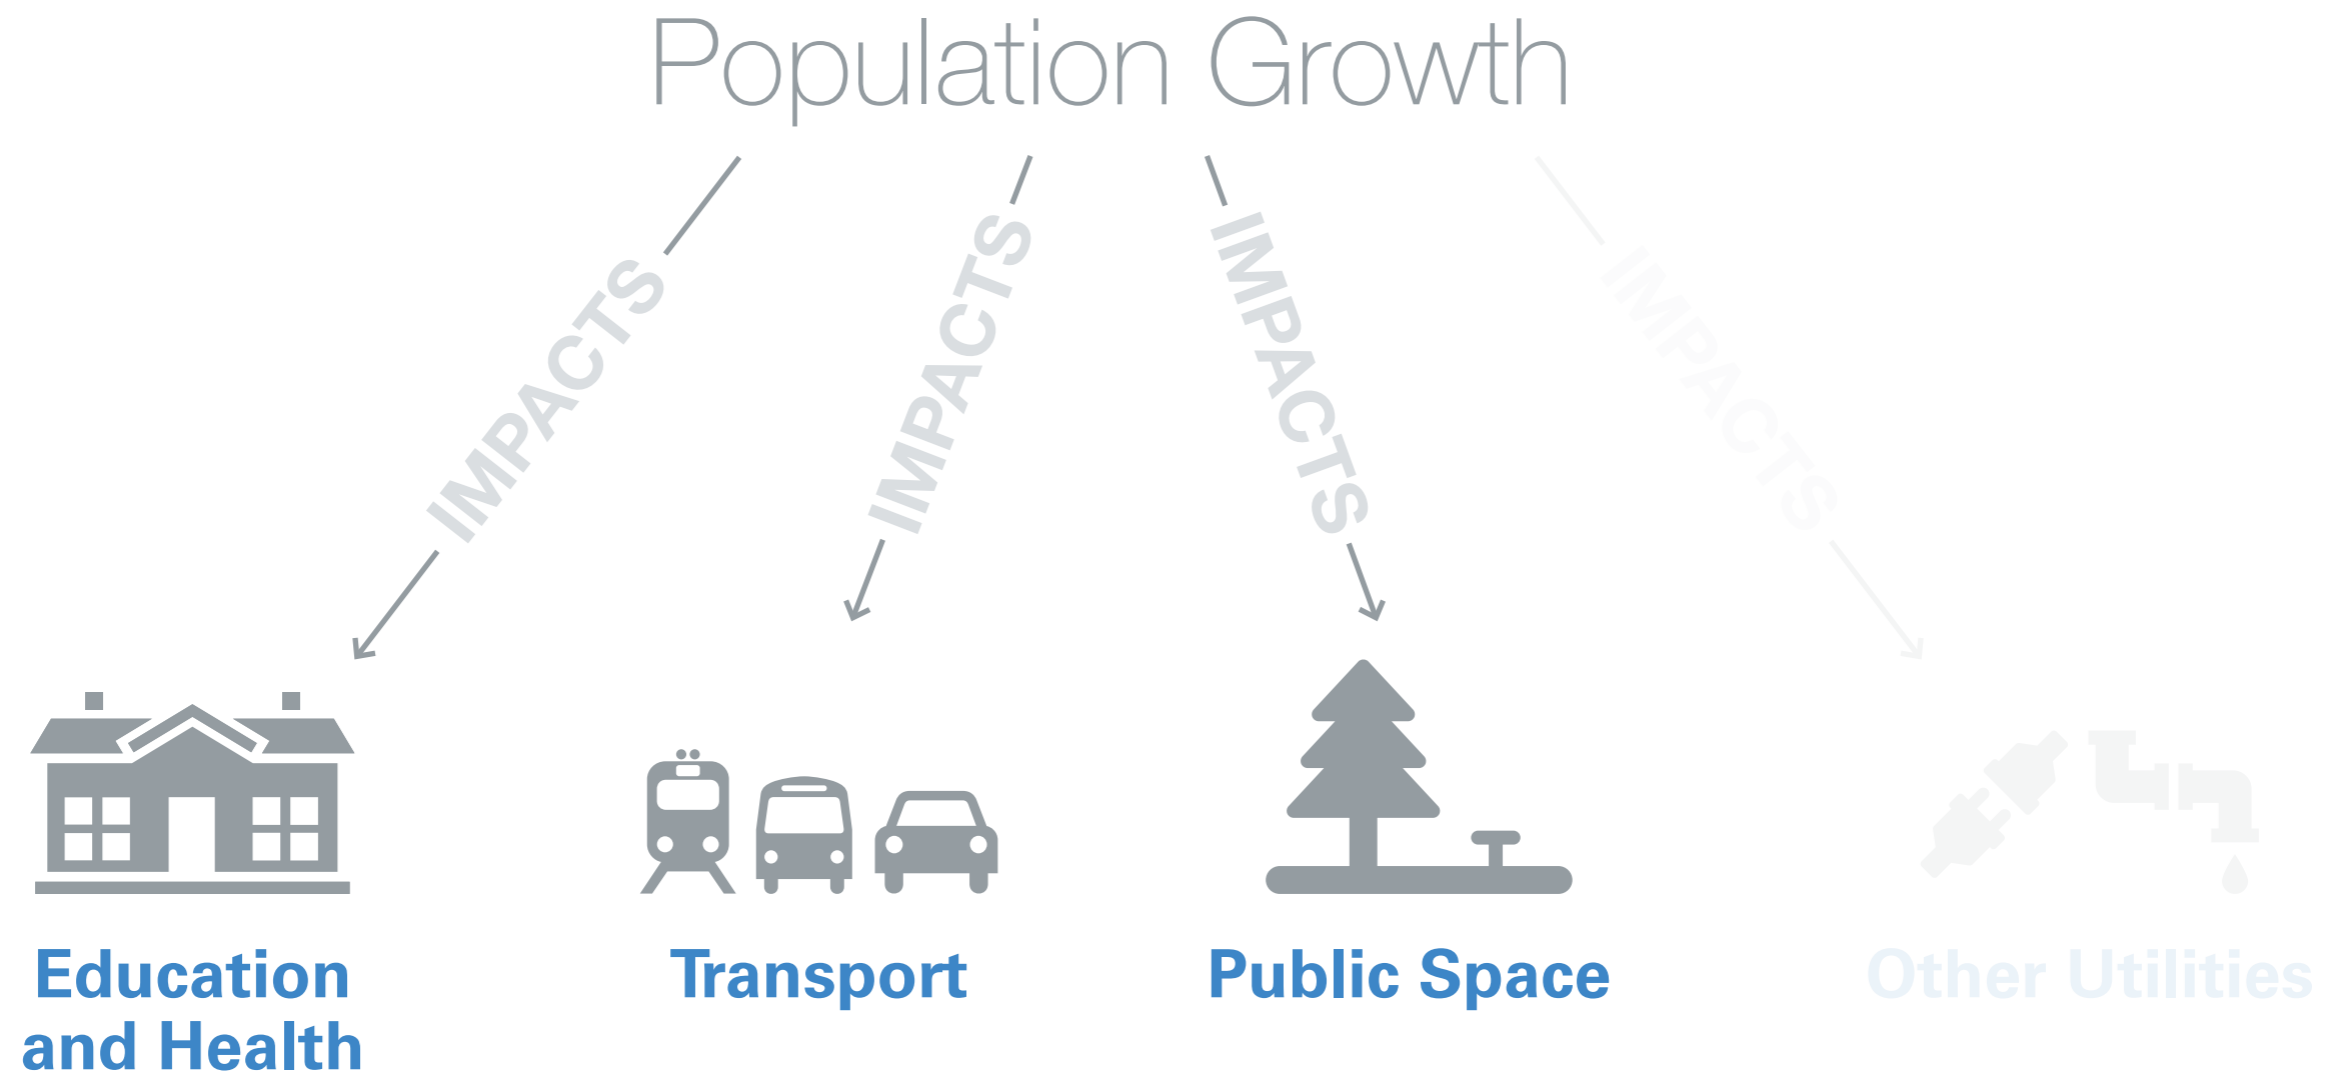 Population Growth
IMPACTS
IMPACTS
IMPACTS
IMPACTS
Education
and Health
Transport
Public Space
Other Utilities